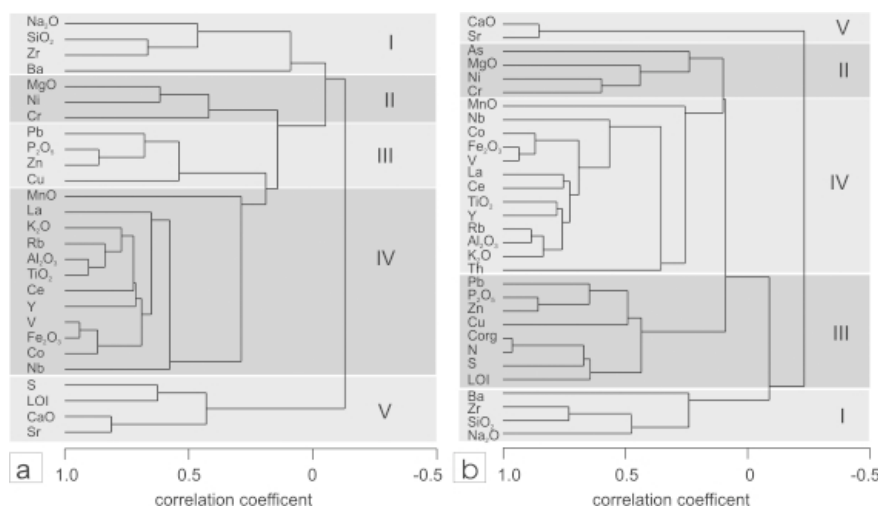 Na₂O
SiO₂
Zr
Ba
I
MgO
Ni
Cr
II
Pb
P₂O₅
Zn
Cu
III
MnO
La
K₂O
Rb
Al₂O₃
TiO₂
Ce
Y
V
Fe₂O₃
Co
Nb
IV
S
LOI
CaO
Sr
V
a
1.0 0.5 0 -0.5
correlation coefficent
CaO
Sr
V
As
MgO
Ni
Cr
II
MnO
Nb
Co
Fe₂O₃
V
La
Ce
TiO₂
Y
Rb
Al₂O₃
K₂O
Th
IV
Pb
P₂O₅
Zn
Cu
Corg
N
S
LOI
III
Ba
Zr
SiO₂
Na₂O
I
b
1.0 0.5 0 -0.5
correlation coefficent